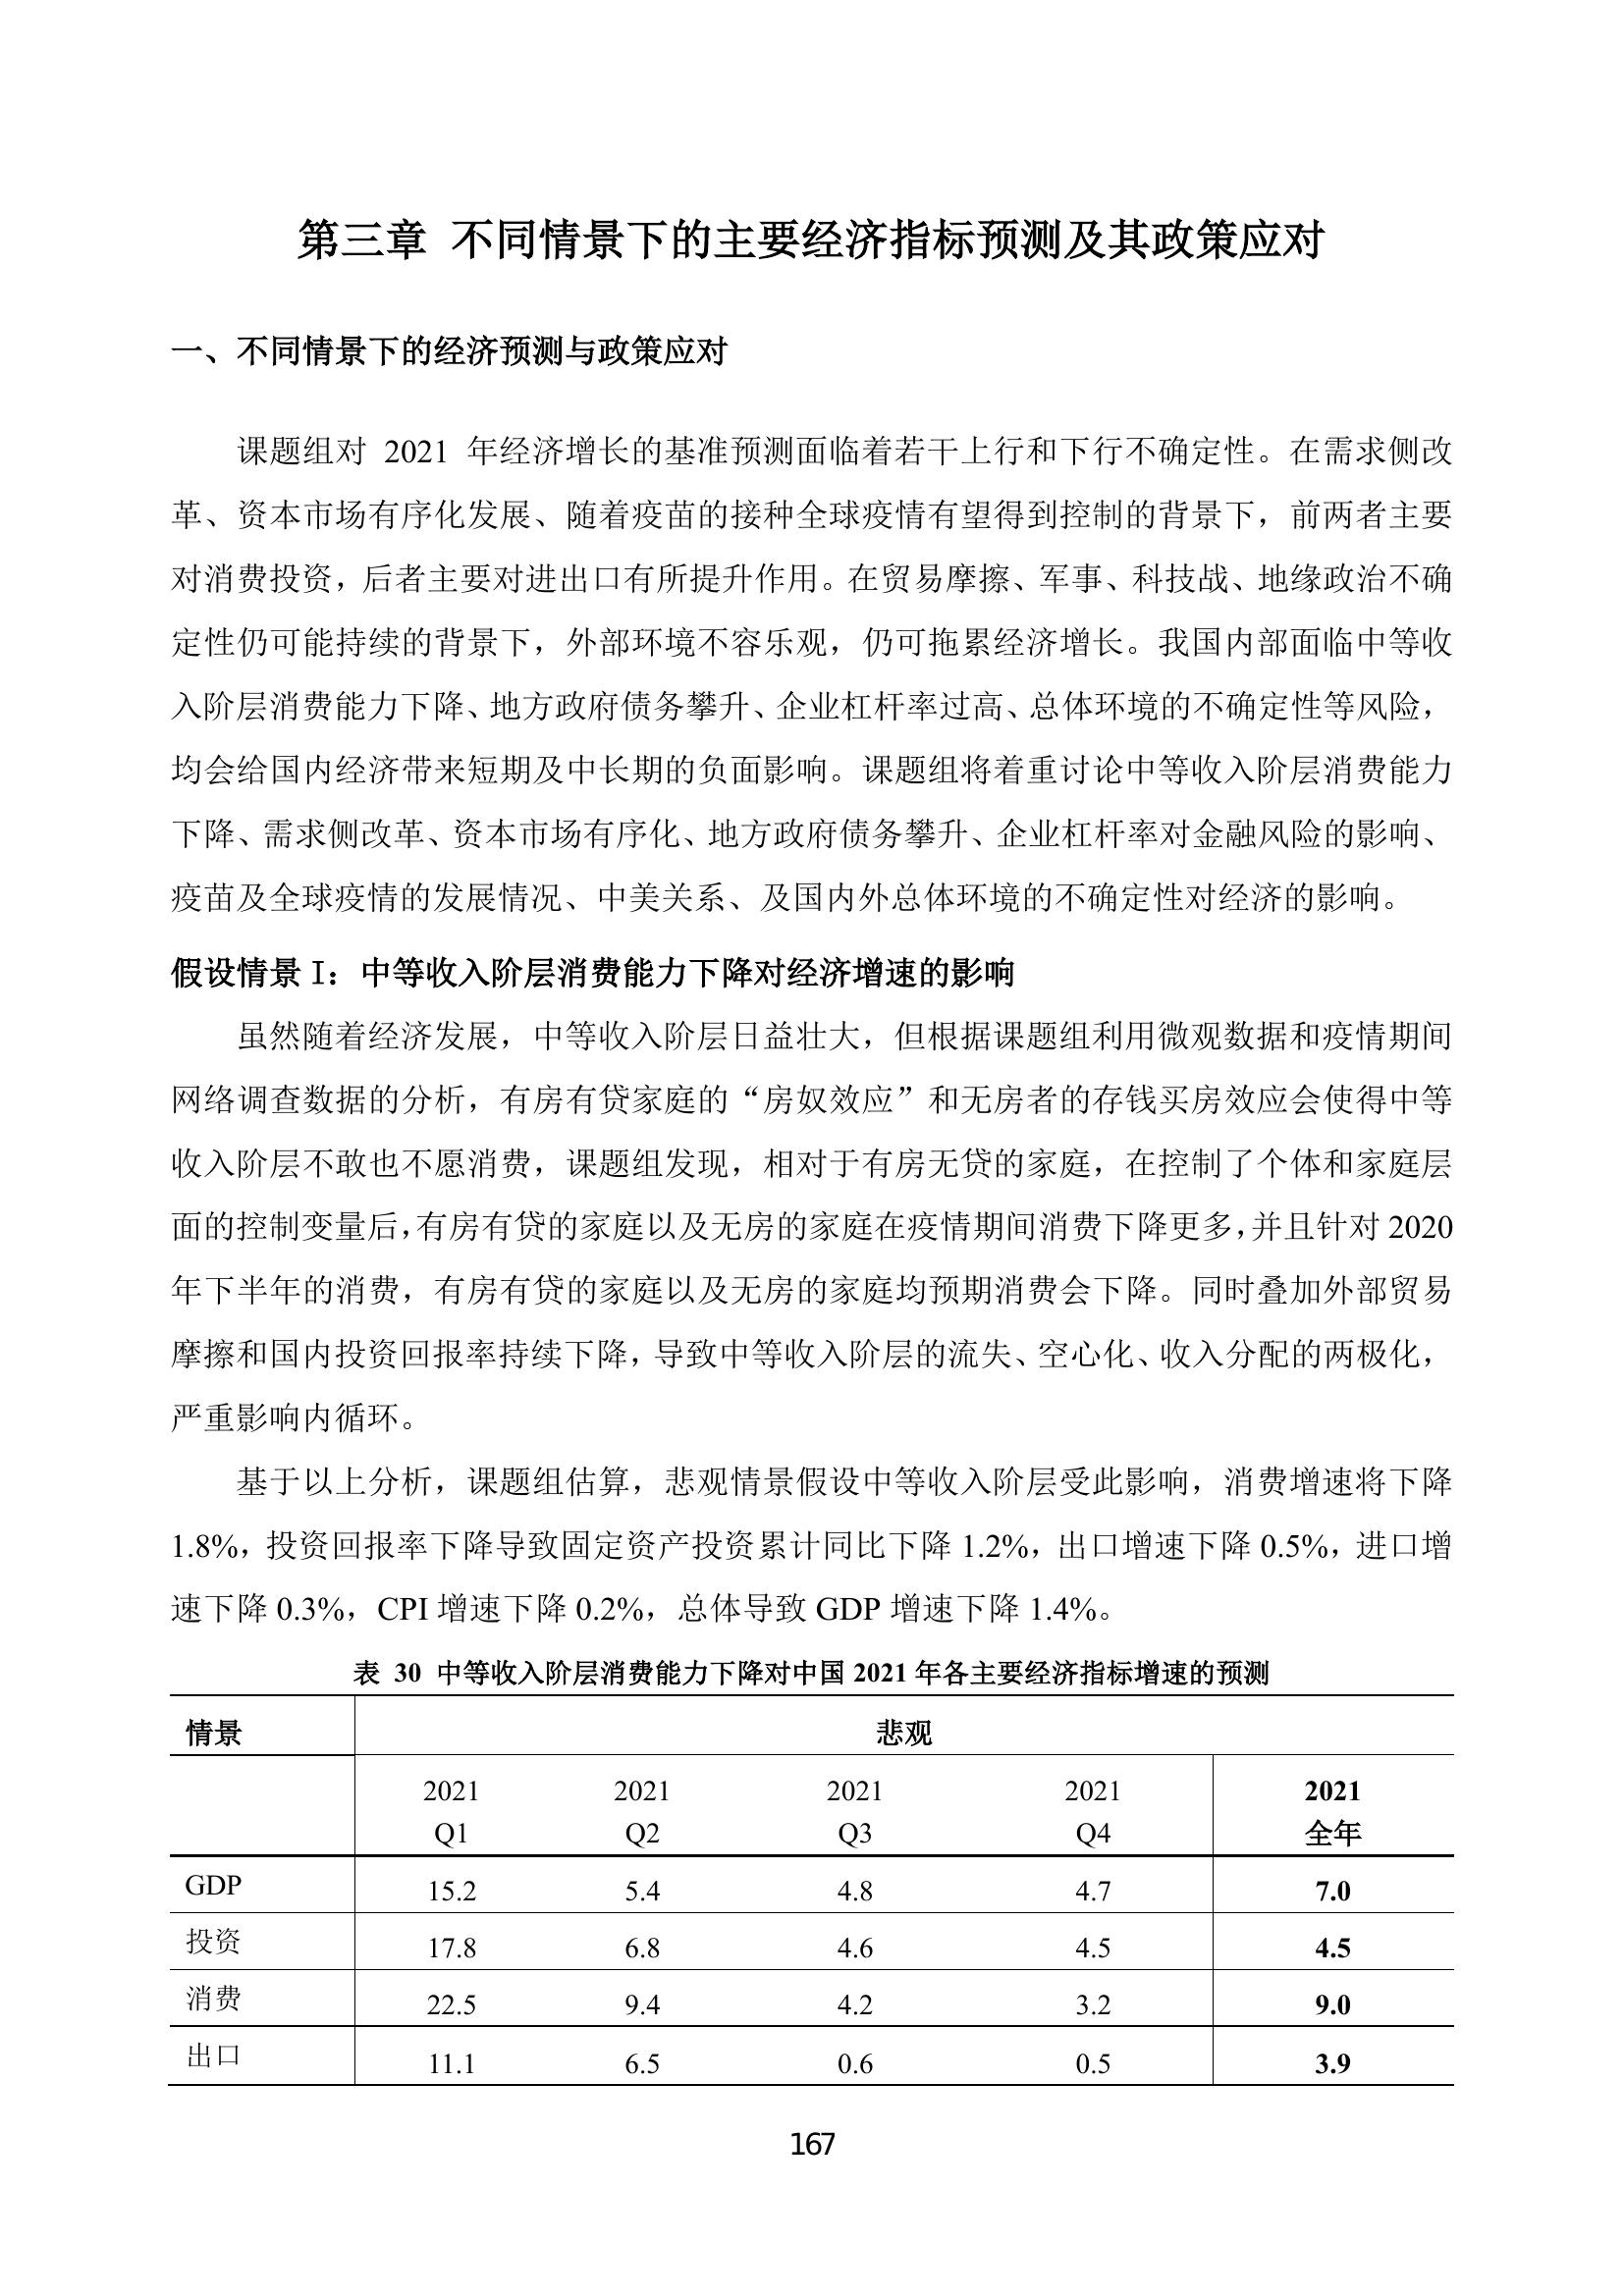 第三章 不同情景下的主要经济指标预测及其政策应对
一、不同情景下的经济预测与政策应对
课题组对 2021 年经济增长的基准预测面临着若干上行和下行不确定性。在需求侧改
革、资本市场有序化发展、随着疫苗的接种全球疫情有望得到控制的背景下，前两者主要
对消费投资，后者主要对进出口有所提升作用。在贸易摩擦、军事、科技战、地缘政治不确
定性仍可能持续的背景下，外部环境不容乐观，仍可拖累经济增长。我国内部面临中等收
入阶层消费能力下降、地方政府债务攀升、企业杠杆率过高、总体环境的不确定性等风险，
均会给国内经济带来短期及中长期的负面影响。课题组将着重讨论中等收入阶层消费能力
下降、需求侧改革、资本市场有序化、地方政府债务攀升、企业杠杆率对金融风险的影响、
疫苗及全球疫情的发展情况、中美关系、及国内外总体环境的不确定性对经济的影响。
假设情景 I：中等收入阶层消费能力下降对经济增速的影响
虽然随着经济发展，中等收入阶层日益壮大，但根据课题组利用微观数据和疫情期间
网络调查数据的分析，有房有贷家庭的“房奴效应”和无房者的存钱买房效应会使得中等
收入阶层不敢也不愿消费，课题组发现，相对于有房无贷的家庭，在控制了个体和家庭层
面的控制变量后，有房有贷的家庭以及无房的家庭在疫情期间消费下降更多，并且针对 2020
年下半年的消费，有房有贷的家庭以及无房的家庭均预期消费会下降。同时叠加外部贸易
摩擦和国内投资回报率持续下降，导致中等收入阶层的流失、空心化、收入分配的两极化，
严重影响内循环。
基于以上分析，课题组估算，悲观情景假设中等收入阶层受此影响，消费增速将下降
1.8%，投资回报率下降导致固定资产投资累计同比下降 1.2%，出口增速下降 0.5%，进口增
速下降 0.3%，CPI 增速下降 0.2%，总体导致 GDP 增速下降 1.4%。
表 30 中等收入阶层消费能力下降对中国 2021 年各主要经济指标增速的预测
情景 悲观
2021 2021 2021 2021 2021
Q1 Q2 Q3 Q4 全年
GDP 15.2 5.4 4.8 4.7 7.0
投资 17.8 6.8 4.6 4.5 4.5
消费 22.5 9.4 4.2 3.2 9.0
出口 11.1 6.5 0.6 0.5 3.9
167